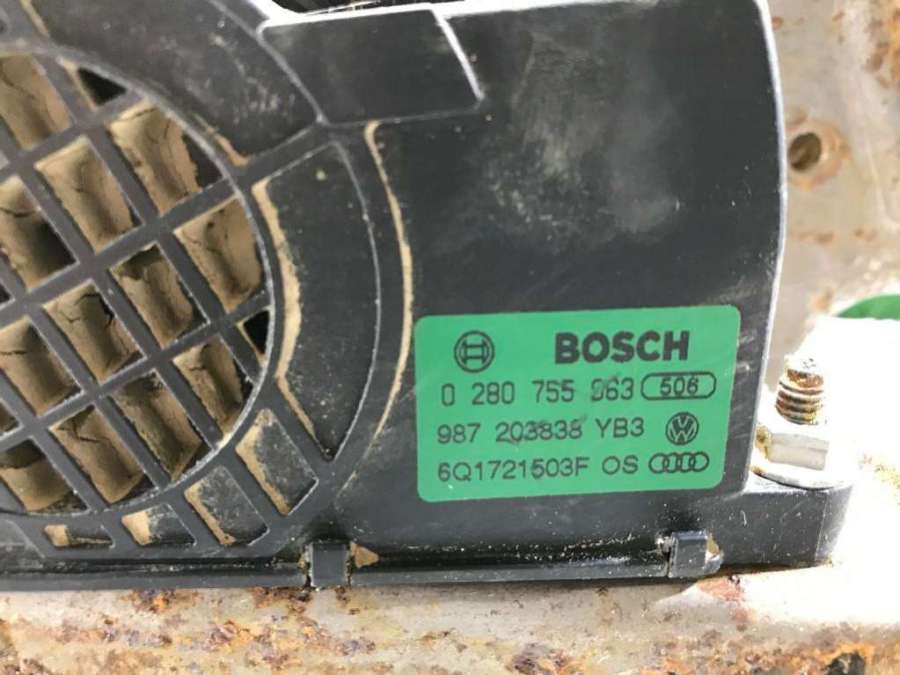 BOSCH
0 280 755 063 506
987 203838 YB3
6Q1721503F OS